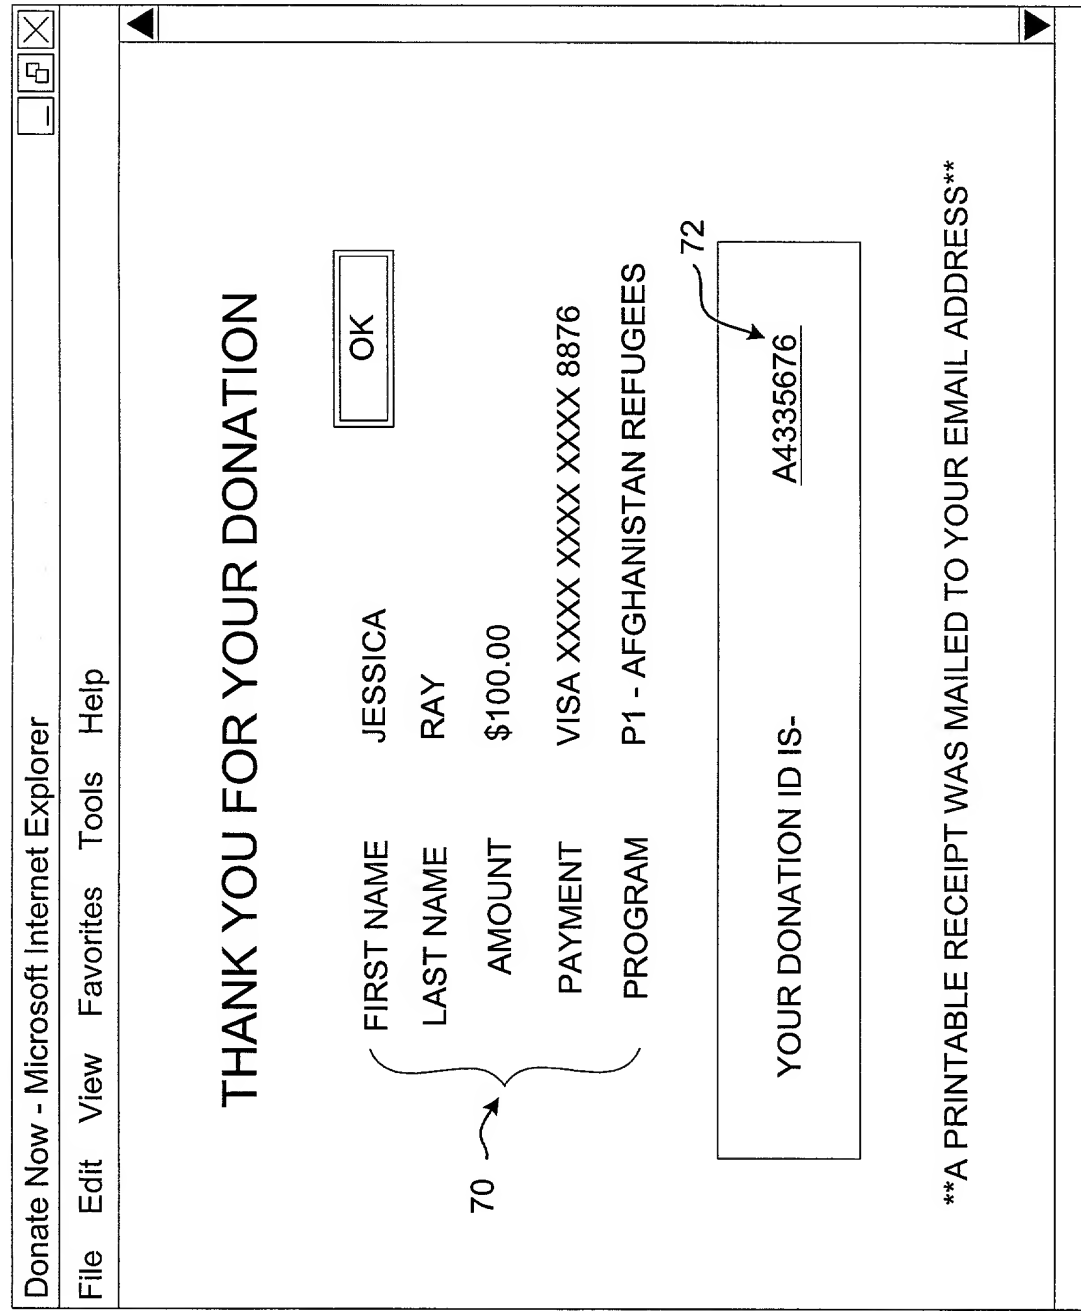 Donate Now - Microsoft Internet Explorer
File Edit View Favorites Tools Help
THANK YOU FOR YOUR DONATION
OK
FIRST NAME JESSICA
LAST NAME RAY
AMOUNT $100.00
PAYMENT VISA XXXX XXXX XXXX 8876
PROGRAM P1 - AFGHANISTAN REFUGEES
70
72
YOUR DONATION ID IS- A4335676
**A PRINTABLE RECEIPT WAS MAILED TO YOUR EMAIL ADDRESS**